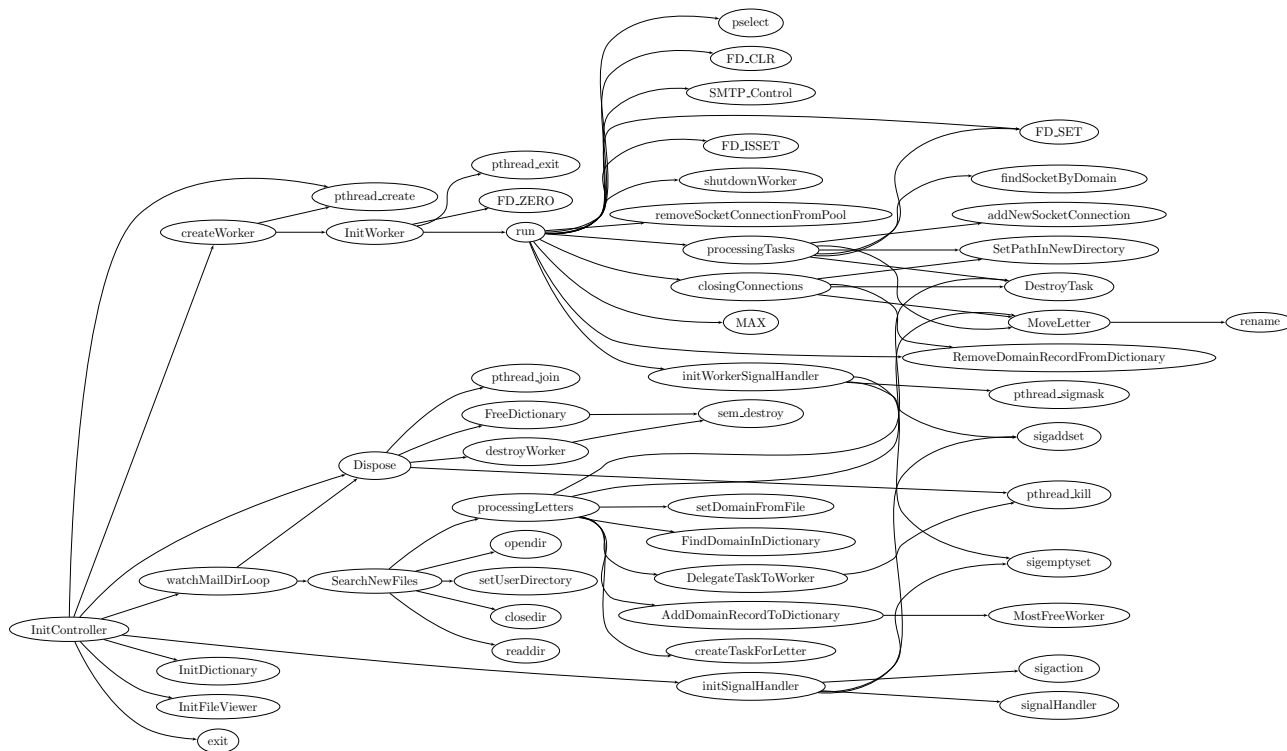 pselect
FD_CLR
SMTP_Control
FD_SET
FD_ISSET
pthread_exit
findSocketByDomain
shutdownWorker
pthread_create
FD_ZERO
removeSocketConnectionFromPool
addNewSocketConnection
createWorker
InitWorker
run
processingTasks
SetPathInNewDirectory
closingConnections
DestroyTask
MAX
MoveLetter
rename
RemoveDomainRecordFromDictionary
pthread_join
initWorkerSignalHandler
pthread_sigmask
FreeDictionary
sem_destroy
sigaddset
destroyWorker
Dispose
pthread_kill
processingLetters
setDomainFromFile
opendir
FindDomainInDictionary
sigemptyset
watchMailDirLoop
SearchNewFiles
setUserDirectory
DelegateTaskToWorker
closedir
AddDomainRecordToDictionary
MostFreeWorker
InitController
readdir
createTaskForLetter
InitDictionary
sigaction
initSignalHandler
InitFileViewer
signalHandler
exit